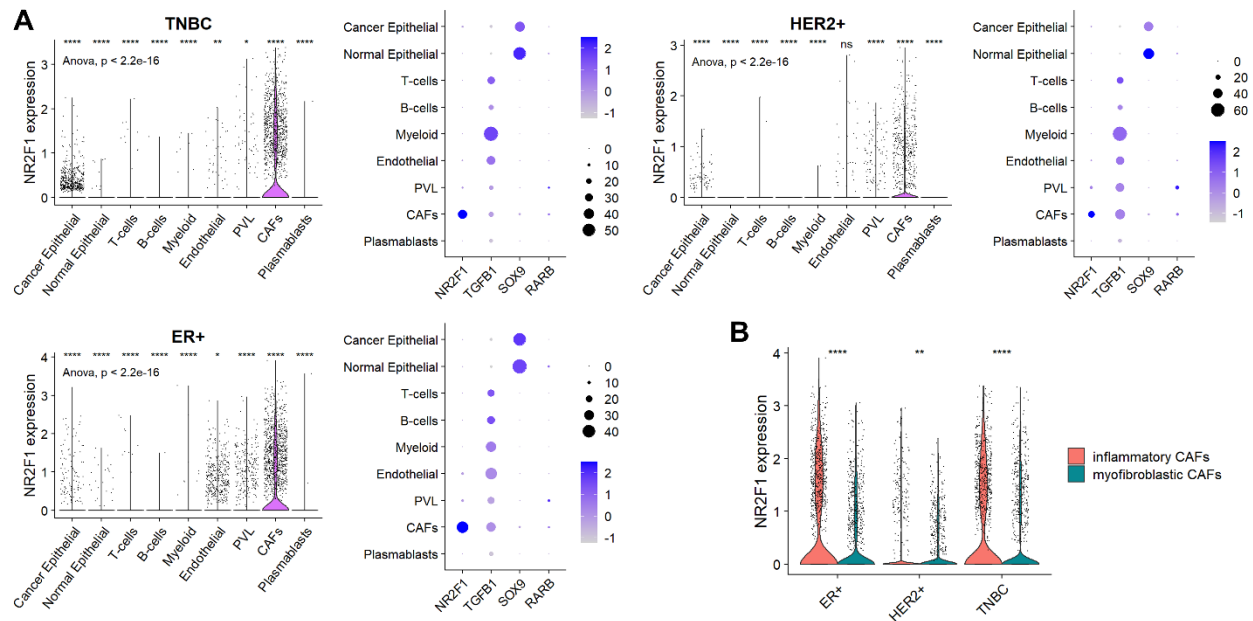 A
TNBC
**** **** **** **** **** ** * **** ****
Anova, p < 2.2e-16
NR2F1 expression
3
2
1
0
Cancer Epithelial
Normal Epithelial
T-cells
B-cells
Myeloid
Endothelial
PVL
CAFs
Plasmablasts
Cancer Epithelial
Normal Epithelial
T-cells
B-cells
Myeloid
Endothelial
PVL
CAFs
Plasmablasts
NR2F1
TGFB1
SOX9
RARB
2
1
0
-1
0
10
20
30
40
50
HER2+
**** **** **** **** **** ns **** **** ****
Anova, p < 2.2e-16
NR2F1 expression
3
2
1
0
Cancer Epithelial
Normal Epithelial
T-cells
B-cells
Myeloid
Endothelial
PVL
CAFs
Plasmablasts
Cancer Epithelial
Normal Epithelial
T-cells
B-cells
Myeloid
Endothelial
PVL
CAFs
Plasmablasts
NR2F1
TGFB1
SOX9
RARB
0
20
40
60
2
1
0
-1
ER+
**** **** **** **** **** * **** **** ****
Anova, p < 2.2e-16
NR2F1 expression
4
3
2
1
0
Cancer Epithelial
Normal Epithelial
T-cells
B-cells
Myeloid
Endothelial
PVL
CAFs
Plasmablasts
Cancer Epithelial
Normal Epithelial
T-cells
B-cells
Myeloid
Endothelial
PVL
CAFs
Plasmablasts
NR2F1
TGFB1
SOX9
RARB
0
10
20
30
40
2
1
0
-1
B
**** ** ****
NR2F1 expression
4
3
2
1
0
ER+
HER2+
TNBC
inflammatory CAFs
myofibroblastic CAFs